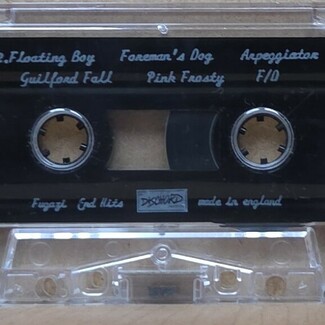 2.Floating Boy Foreman's Dog Arpeggiator
Guilford Fall Pink Frosty F/D
Fugazi End Hits DISCHORD made in england